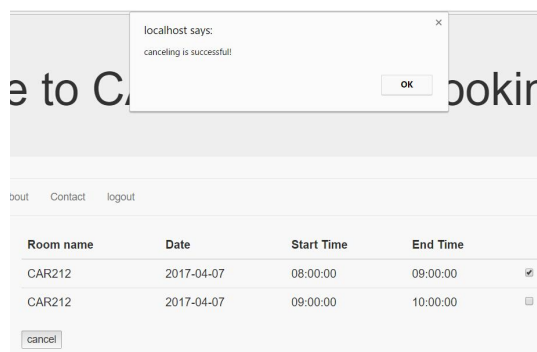 localhost says:
canceling is successful!
OK
e to CA
ookin
Contact logout
Room name Date Start Time End Time
CAR212 2017-04-07 08:00:00 09:00:00
CAR212 2017-04-07 09:00:00 10:00:00
cancel